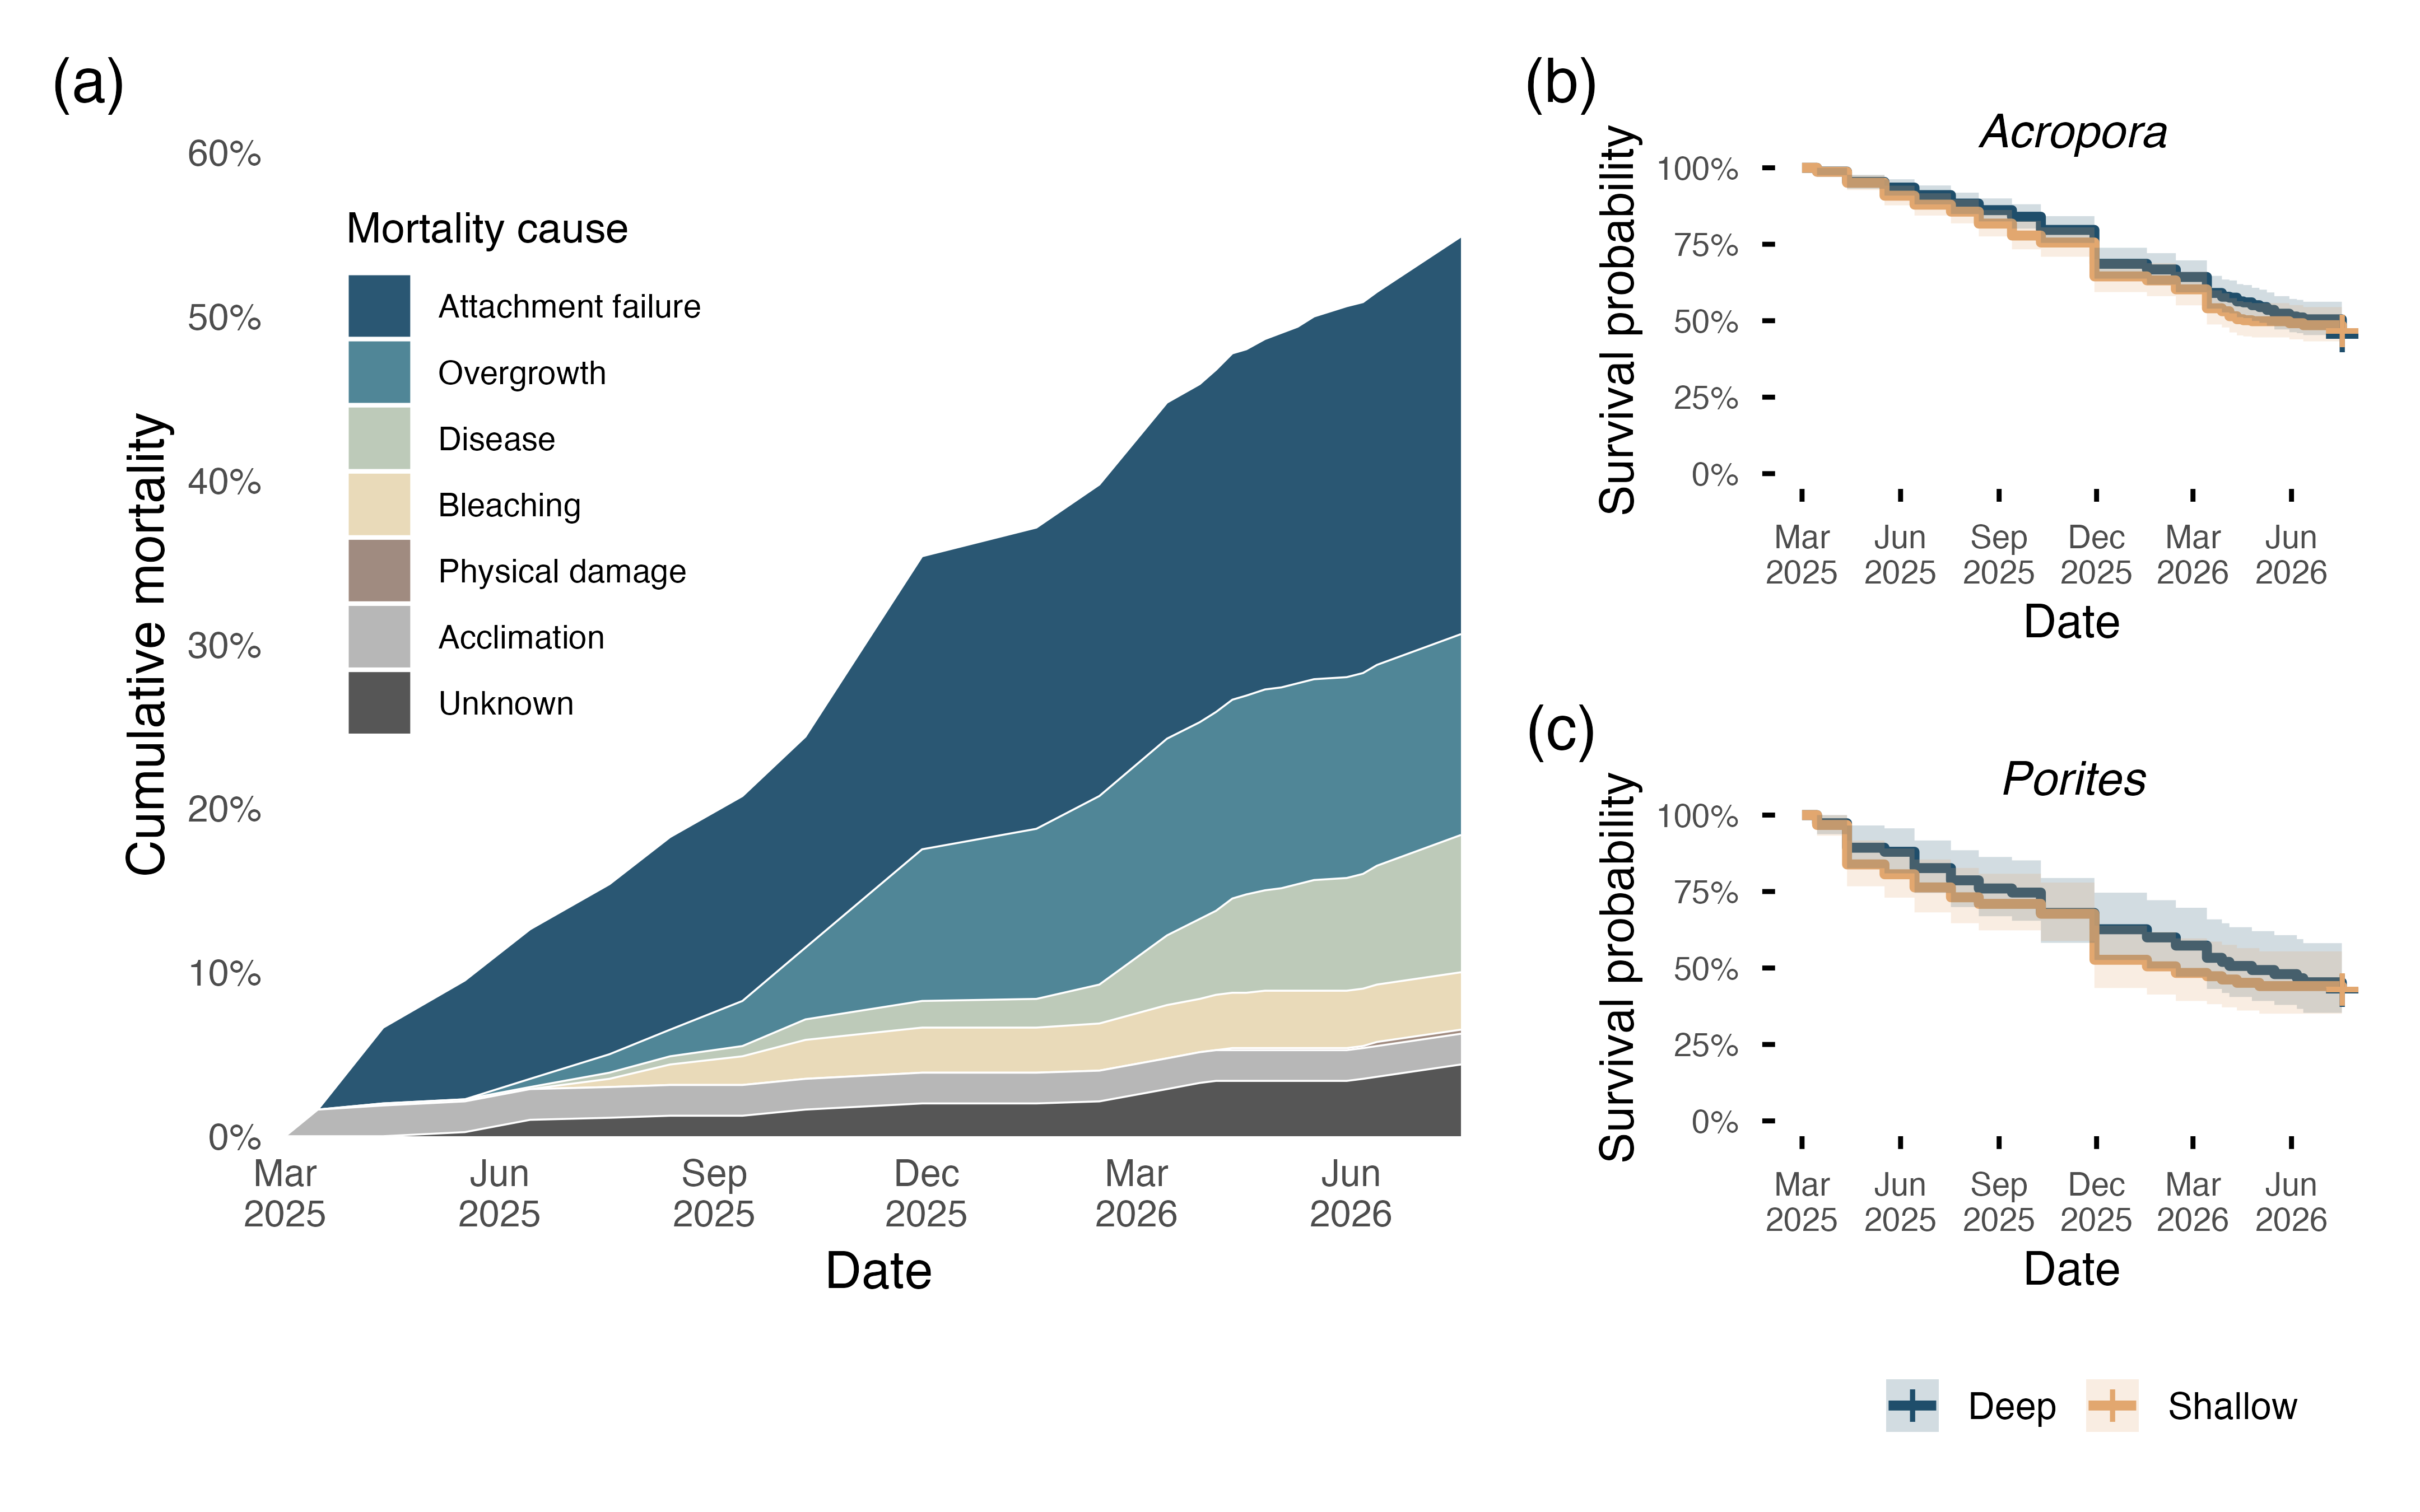 (a)
60%
50%
40%
30%
20%
10%
0%
Cumulative mortality
Mortality cause
Attachment failure
Overgrowth
Disease
Bleaching
Physical damage
Acclimation
Unknown
Mar Jun Sep Dec Mar Jun
2025 2025 2025 2025 2026 2026
Date
(b)
Acropora
Survival probability
100%
75%
50%
25%
0%
Mar Jun Sep Dec Mar Jun
2025 2025 2025 2025 2026 2026
Date
(c)
Porites
Survival probability
100%
75%
50%
25%
0%
Mar Jun Sep Dec Mar Jun
2025 2025 2025 2025 2026 2026
Date
Deep Shallow